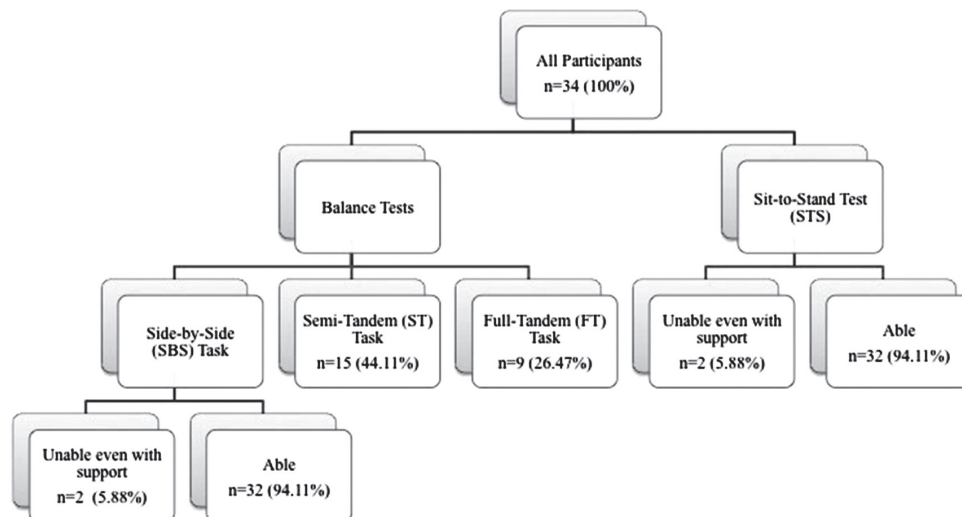 All Participants
n=34 (100%)
Balance Tests
Sit-to-Stand Test
(STS)
Side-by-Side
(SBS) Task
Semi-Tandem (ST)
Task
n=15 (44.11%)
Full-Tandem (FT)
Task
n=9 (26.47%)
Unable even with
support
n=2 (5.88%)
Able
n=32 (94.11%)
Unable even with
support
n=2 (5.88%)
Able
n=32 (94.11%)